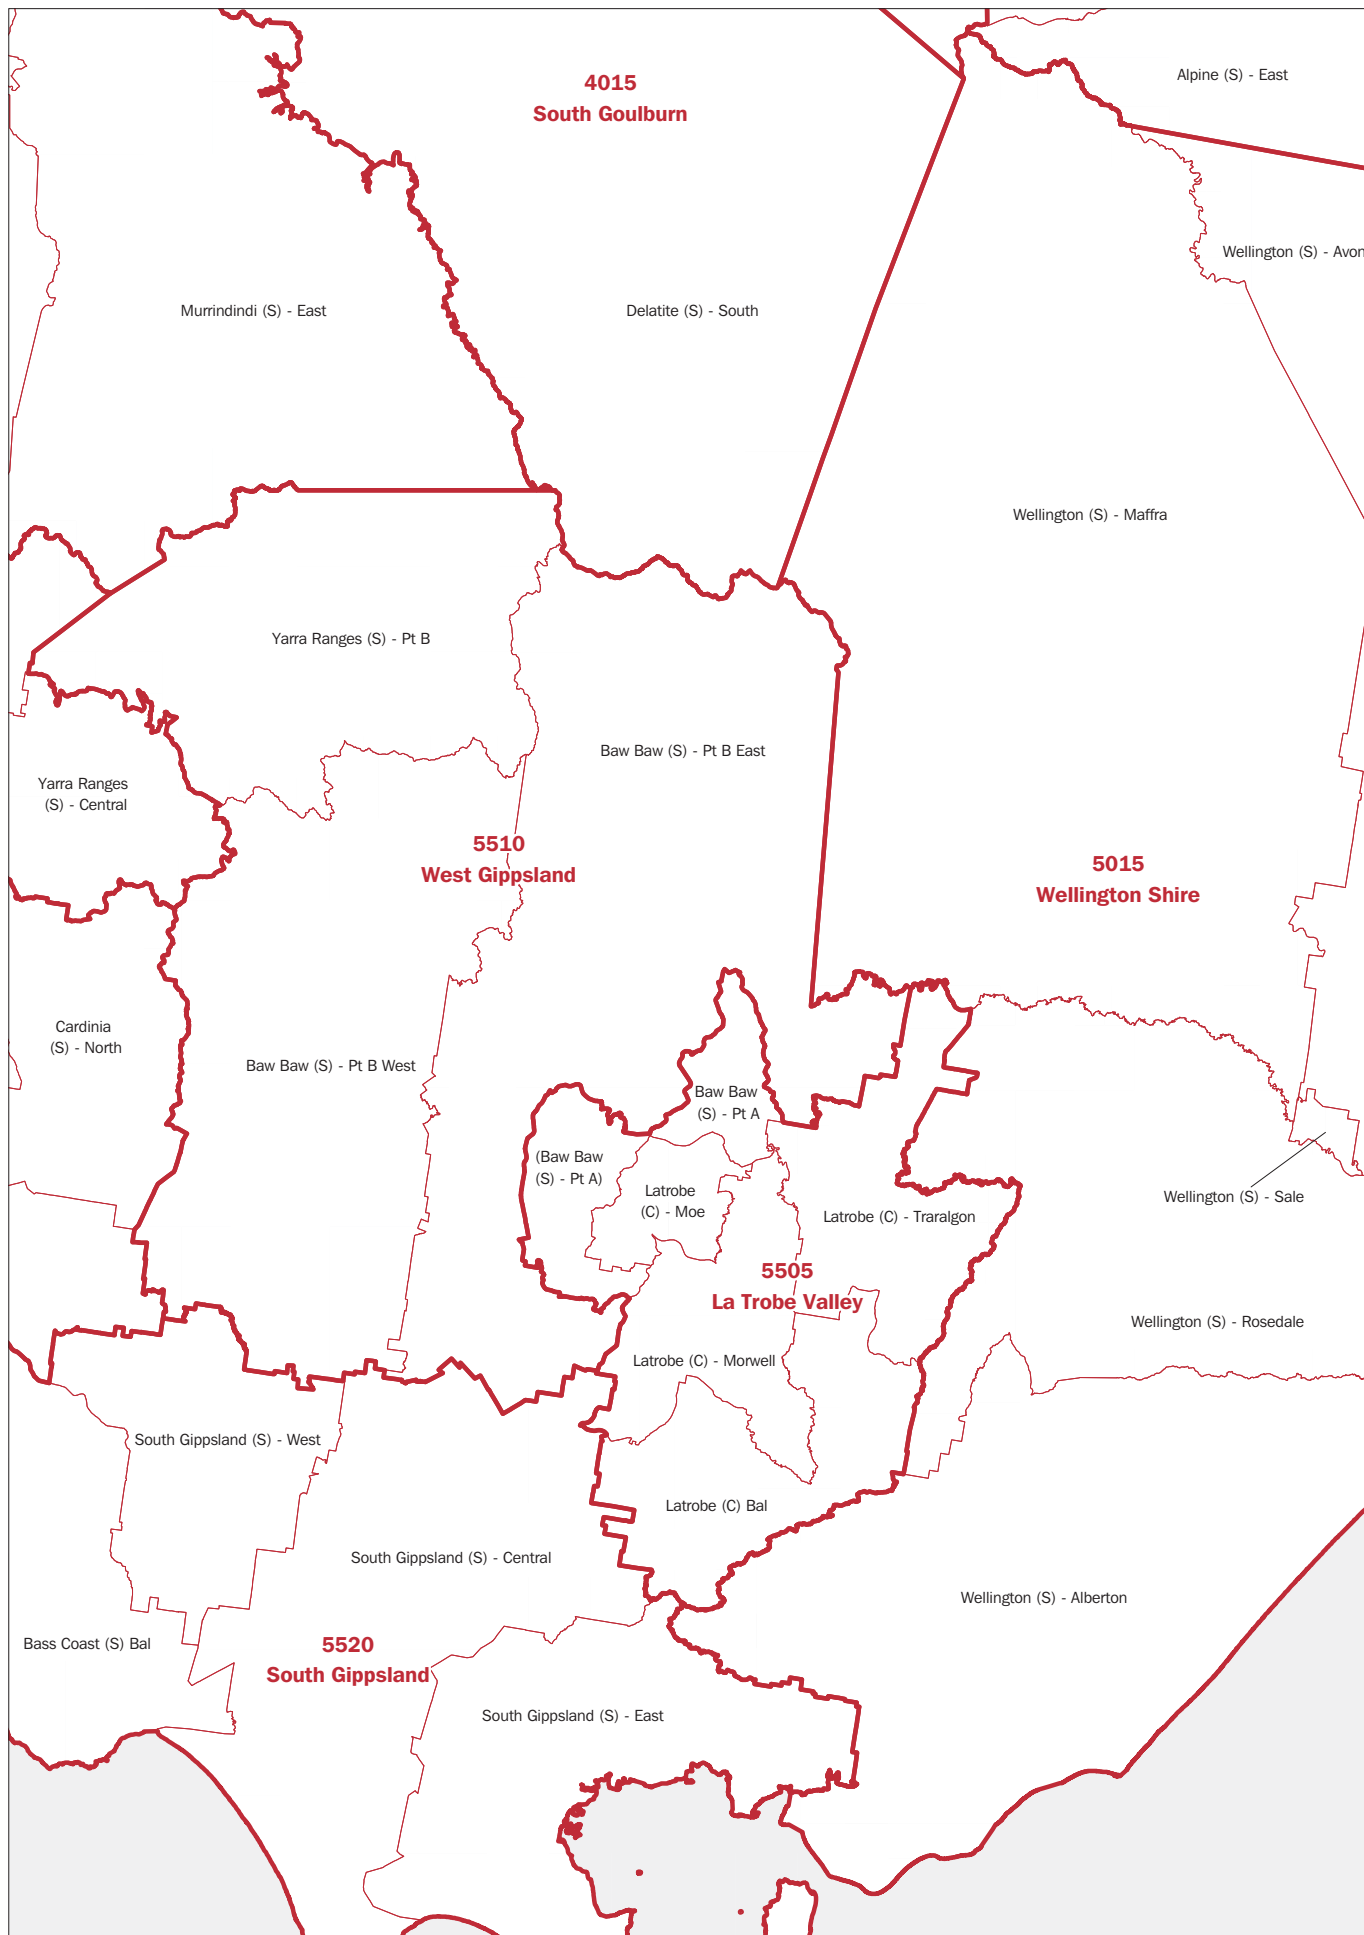 Alpine (S) - East
4015
South Goulburn
Wellington (S) - Avon
Murrindindi (S) - East
Delatite (S) - South
Wellington (S) - Maffra
Yarra Ranges (S) - Pt B
Baw Baw (S) - Pt B East
Yarra Ranges
(S) - Central
5510
West Gippsland
5015
Wellington Shire
Cardinia
(S) - North
Baw Baw (S) - Pt B West
Baw Baw
(S) - Pt A
(Baw Baw
(S) - Pt A)
Latrobe
(C) - Moe
Wellington (S) - Sale
Latrobe (C) - Traralgon
5505
La Trobe Valley
Wellington (S) - Rosedale
Latrobe (C) - Morwell
South Gippsland (S) - West
Latrobe (C) Bal
South Gippsland (S) - Central
Wellington (S) - Alberton
Bass Coast (S) Bal
5520
South Gippsland
South Gippsland (S) - East